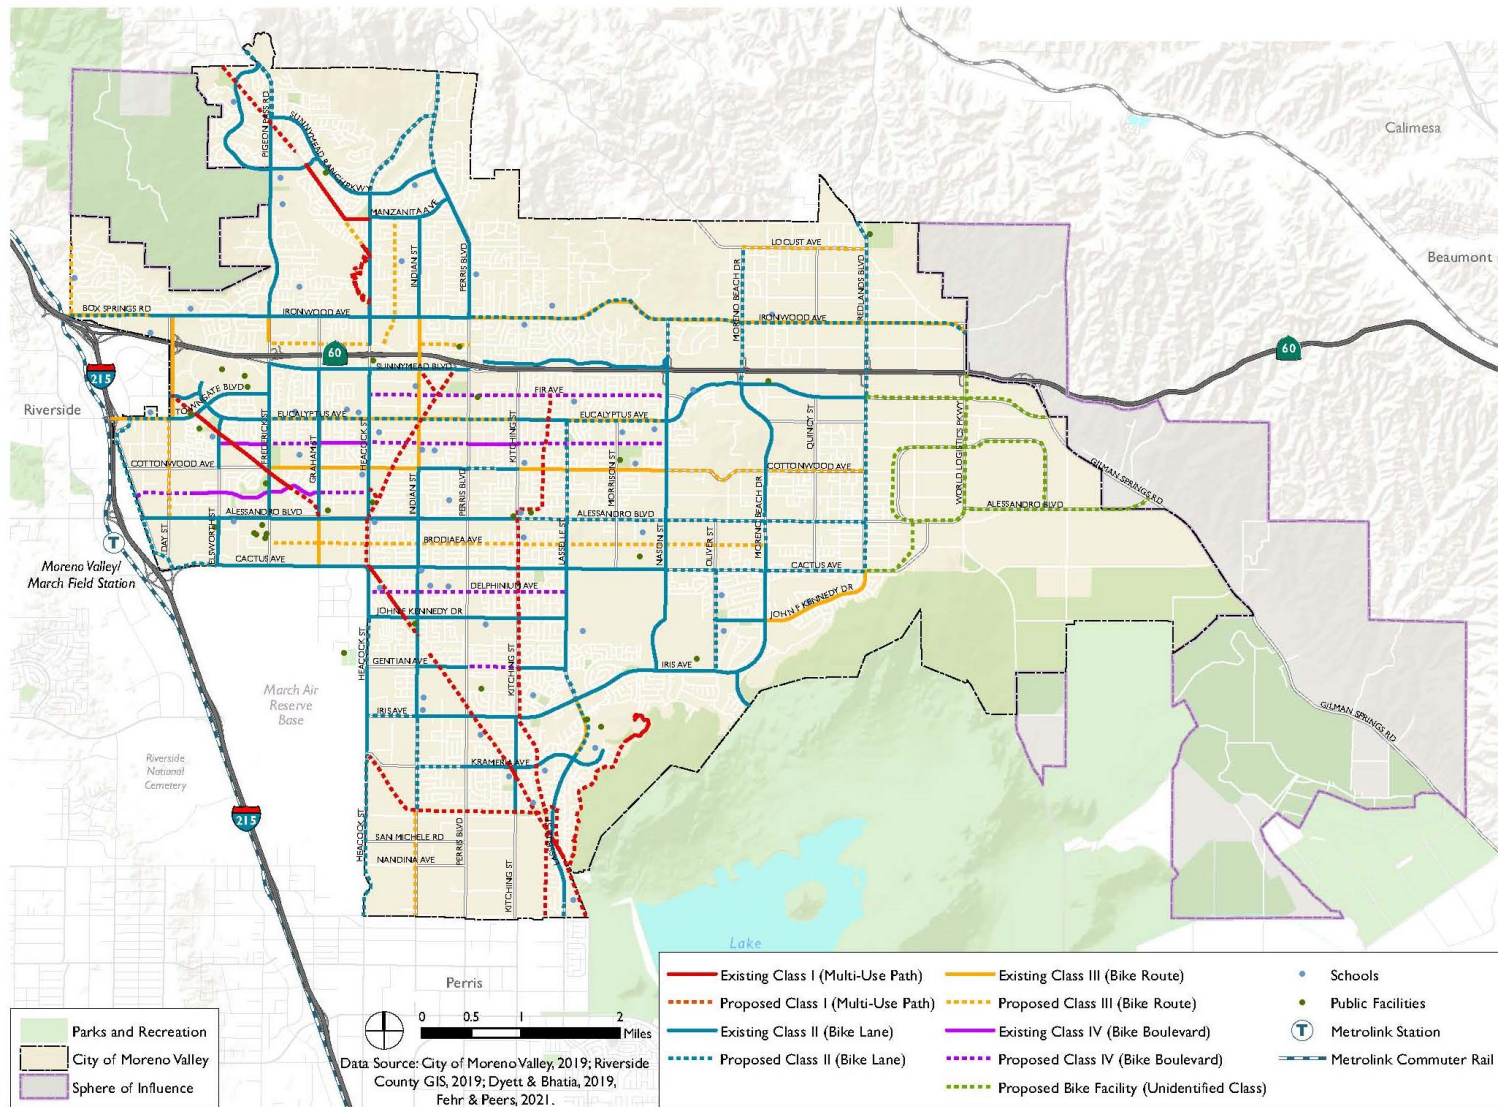 Calimesa
Beaumont
PIGEON PASS RD
SUNNYMEAD RANCH PKWY
MANZANITA AVE
INDIAN ST
PERRIS BLVD
LOCUST AVE
MORENO BEACH DR
REDLANDS BLVD
BOX SPRINGS RD
IRONWOOD AVE
IRONWOOD AVE
60
60
215
SUNNYMEAD BLVD
TOWNGATE BLVD
FIR AVE
Riverside
EUCALYPTUS AVE
EUCALYPTUS AVE
FREDERICK ST
GRAHAM ST
HEACOCK ST
KITCHING ST
QUINCY ST
WORLD LOGISTICS PKWY
COTTONWOOD AVE
COTTONWOOD AVE
MORRISON ST
GILMAN SPRINGS RD
INDIAN ST
PERRIS BLVD
MORENO BEACH DR
ALESSANDRO BLVD
ALESSANDRO BLVD
ALESSANDRO BLVD
DAY ST
ELSWORTH ST
BRODIAEA AVE
LASSELLE ST
NASON ST
OLIVER ST
T
CACTUS AVE
CACTUS AVE
Moreno Valley/
March Field Station
DELPHINIUM AVE
JOHN F KENNEDY DR
JOHN F KENNEDY DR
HEACOCK ST
GENTIAN AVE
KITCHING ST
IRIS AVE
March Air
Reserve
Base
IRIS AVE
GILMAN SPRINGS RD
Riverside
National
Cemetery
KRAMERIA AVE
215
HEACOCK ST
SAN MICHELE RD
PERRIS BLVD
NANDINA AVE
KITCHING ST
Lake
Perris
Parks and Recreation
City of Moreno Valley
Sphere of Influence
0 0.5 1 2
Miles
Data Source: City of Moreno Valley, 2019; Riverside
County GIS, 2019; Dyett & Bhatia, 2019,
Fehr & Peers, 2021.
Existing Class I (Multi-Use Path)
Proposed Class I (Multi-Use Path)
Existing Class II (Bike Lane)
Proposed Class II (Bike Lane)
Existing Class III (Bike Route)
Proposed Class III (Bike Route)
Existing Class IV (Bike Boulevard)
Proposed Class IV (Bike Boulevard)
Proposed Bike Facility (Unidentified Class)
Schools
Public Facilities
T
Metrolink Station
Metrolink Commuter Rail